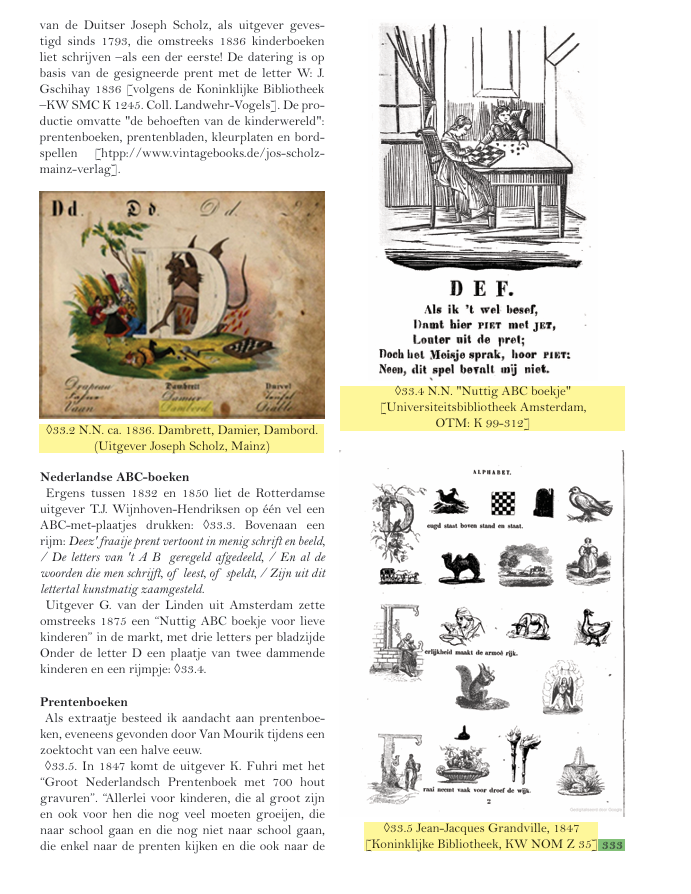 van de Duitser Joseph Scholz, als uitgever geves-
tigd sinds 1793, die omstreeks 1836 kinderboeken
liet schrijven –als een der eerste! De datering is op
basis van de gesigneerde prent met de letter W: J.
Gschihay 1836 [volgens de Koninklijke Bibliotheek
–KW SMC K 1245. Coll. Landwehr-Vogels]. De pro-
ductie omvatte "de behoeften van de kinderwereld":
prentenboeken, prentenbladen, kleurplaten en bord-
spellen [htpp://www.vintagebooks.de/jos-scholz-
mainz-verlag].
Dd. Dd. D d.
D
Drapeau. Dambrett Durvel
Damier
Vaan. Dambord Diable
◊33.2 N.N. ca. 1836. Dambrett, Damier, Dambord.
(Uitgever Joseph Scholz, Mainz)
Nederlandse ABC-boeken
Ergens tussen 1832 en 1850 liet de Rotterdamse
uitgever T.J. Wijnhoven-Hendriksen op één vel een
ABC-met-plaatjes drukken: ◊33.3. Bovenaan een
rijm: Deez' fraaije prent vertoont in menig schrift en beeld,
/ De letters van 't A B geregeld afgedeeld, / En al de
woorden die men schrijft, of leest, of speldt, / Zijn uit dit
lettertal kunstmatig zaamgesteld.
Uitgever G. van der Linden uit Amsterdam zette
omstreeks 1875 een “Nuttig ABC boekje voor lieve
kinderen” in de markt, met drie letters per bladzijde
Onder de letter D een plaatje van twee dammende
kinderen en een rijmpje: ◊33.4.
Prentenboeken
Als extraatje besteed ik aandacht aan prentenboe-
ken, eveneens gevonden door Van Mourik tijdens een
zoektocht van een halve eeuw.
◊33.5. In 1847 komt de uitgever K. Fuhri met het
“Groot Nederlandsch Prentenboek met 700 hout
gravuren”. “Allerlei voor kinderen, die al groot zijn
en ook voor hen die nog veel moeten groeijen, die
naar school gaan en die nog niet naar school gaan,
die enkel naar de prenten kijken en die ook naar de
D E F.
Als ik 't wel besef,
Damt hier PIET met JET,
Louter uit de pret;
Doch het Meisje sprak, hoor PIET:
Neen, dit spel bevalt mij niet.
◊33.4 N.N. "Nuttig ABC boekje"
[Universiteitsbibliotheek Amsterdam,
OTM: K 99-312]
ALPHABET.
D
eugd staat boven stand en staat.
erlijkheid maakt de armoê rijk.
raai neemt vaak voor droef de wijk.
2
◊33.5 Jean-Jacques Grandville, 1847
[Koninklijke Bibliotheek, KW NOM Z 35]
333